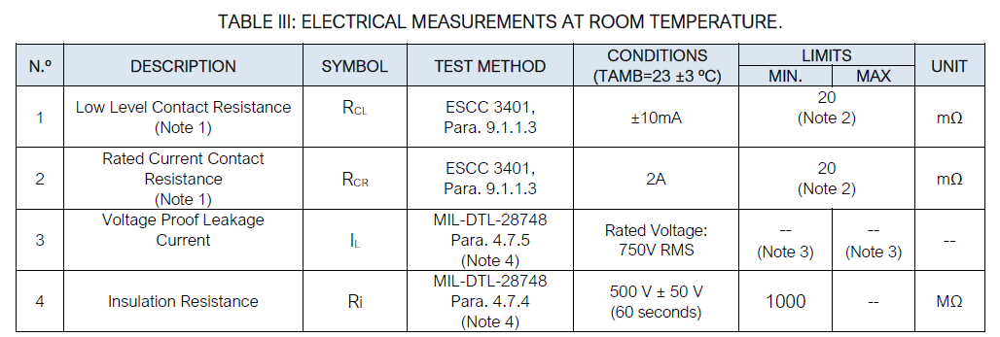 TABLE III: ELECTRICAL MEASUREMENTS AT ROOM TEMPERATURE.
N.º DESCRIPTION SYMBOL TEST METHOD CONDITIONS (TAMB=23 ±3 ºC) LIMITS UNIT
MIN. MAX
1 Low Level Contact Resistance (Note 1) RCL ESCC 3401, Para. 9.1.1.3 ±10mA 20 (Note 2) mΩ
2 Rated Current Contact Resistance (Note 1) RCR ESCC 3401, Para. 9.1.1.3 2A 20 (Note 2) mΩ
3 Voltage Proof Leakage Current IL MIL-DTL-28748 Para. 4.7.5 (Note 4) Rated Voltage: 750V RMS -- (Note 3) -- (Note 3) --
4 Insulation Resistance Ri MIL-DTL-28748 Para. 4.7.4 (Note 4) 500 V ± 50 V (60 seconds) 1000 -- MΩ